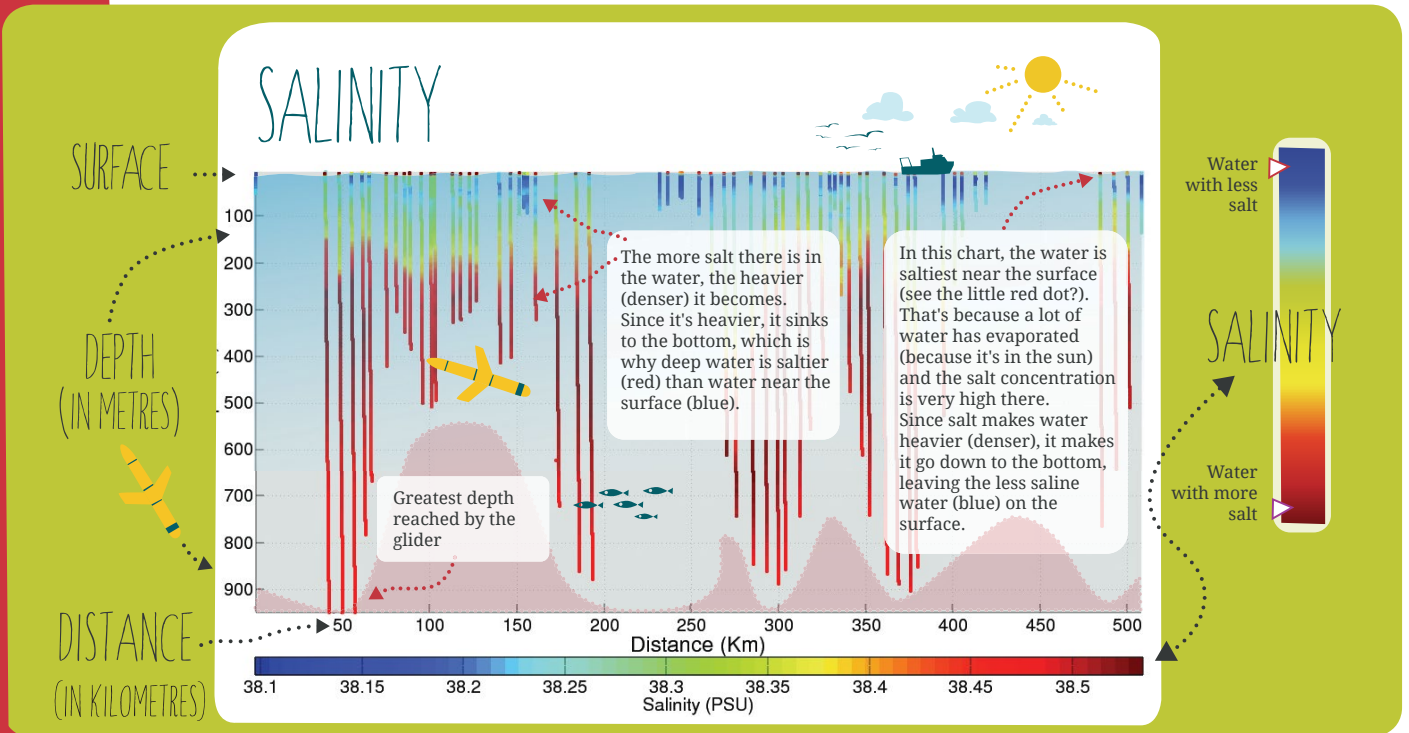 SALINITY
SURFACE
DEPTH
(IN METRES)
DISTANCE
(IN KILOMETRES)
100
200
300
400
500
600
700
800
900
The more salt there is in
the water, the heavier
(denser) it becomes.
Since it's heavier, it sinks
to the bottom, which is
why deep water is saltier
(red) than water near the
surface (blue).
In this chart, the water is
saltiest near the surface
(see the little red dot?).
That's because a lot of
water has evaporated
(because it's in the sun)
and the salt concentration
is very high there.
Since salt makes water
heavier (denser), it makes
it go down to the bottom,
leaving the less saline
water (blue) on the
surface.
Greatest depth
reached by the
glider
50 100 150 200 250 300 350 400 450 500
Distance (Km)
38.1 38.15 38.2 38.25 38.3 38.35 38.4 38.45 38.5
Salinity (PSU)
Water
with less
salt
SALINITY
Water
with more
salt